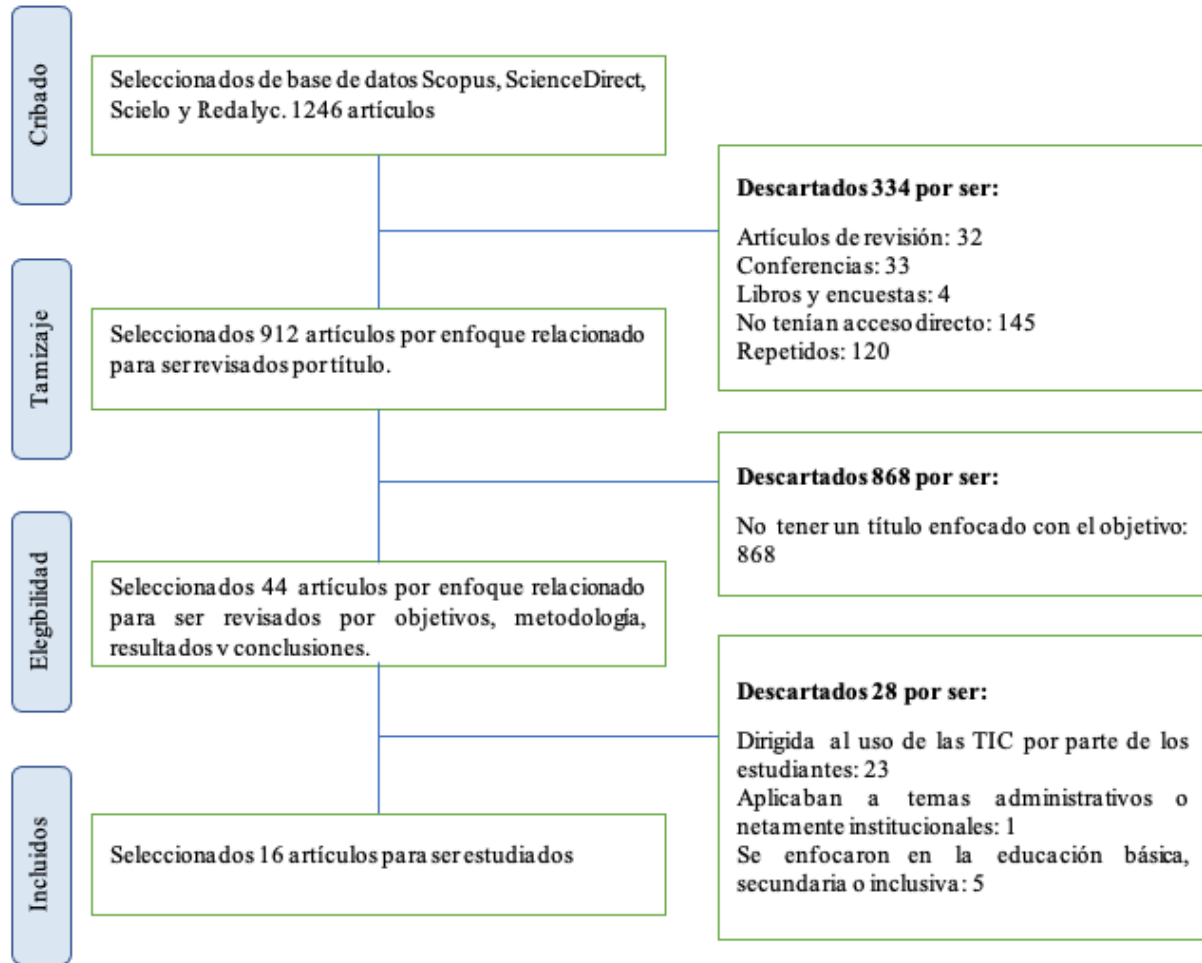 Cribado
Seleccionados de base de datos Scopus, ScienceDirect,
Scielo y Redalyc. 1246 artículos
Descartados 334 por ser:
Artículos de revisión: 32
Conferencias: 33
Libros y encuestas: 4
No tenían acceso directo: 145
Repetidos: 120
Tamizaje
Seleccionados 912 artículos por enfoque relacionado
para ser revisados por título.
Descartados 868 por ser:
No tener un título enfocado con el objetivo:
868
Elegibilidad
Seleccionados 44 artículos por enfoque relacionado
para ser revisados por objetivos, metodología,
resultados y conclusiones.
Descartados 28 por ser:
Dirigida al uso de las TIC por parte de los
estudiantes: 23
Aplicaban a temas administrativos o
netamente institucionales: 1
Se enfocaron en la educación básica,
secundaria o inclusiva: 5
Incluidos
Seleccionados 16 artículos para ser estudiados